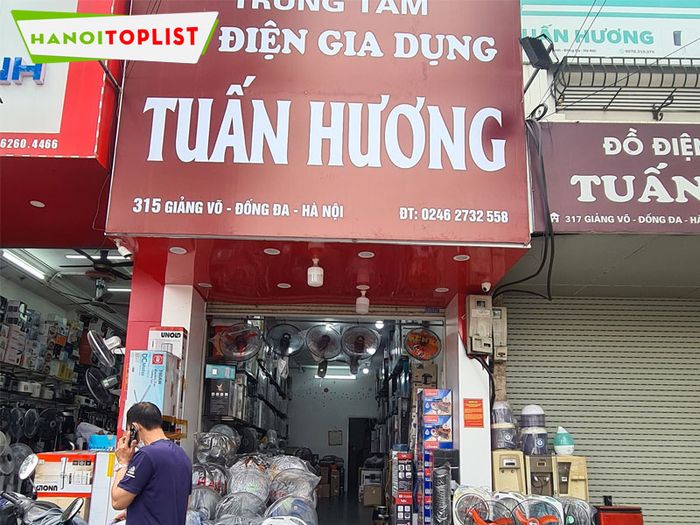 HANOITOPLIST
TRUNG TÂM
ĐIỆN GIA DỤNG
TUẤN HƯƠNG
315 GIẢNG VÕ - ĐỐNG ĐA - HÀ NỘI
ĐT: 0246 2732 558
6260.4466
UẤN HƯƠNG
ĐỒ ĐIỆN
TUẤN
317 GIẢNG VÕ - ĐỐNG ĐA - HÀ